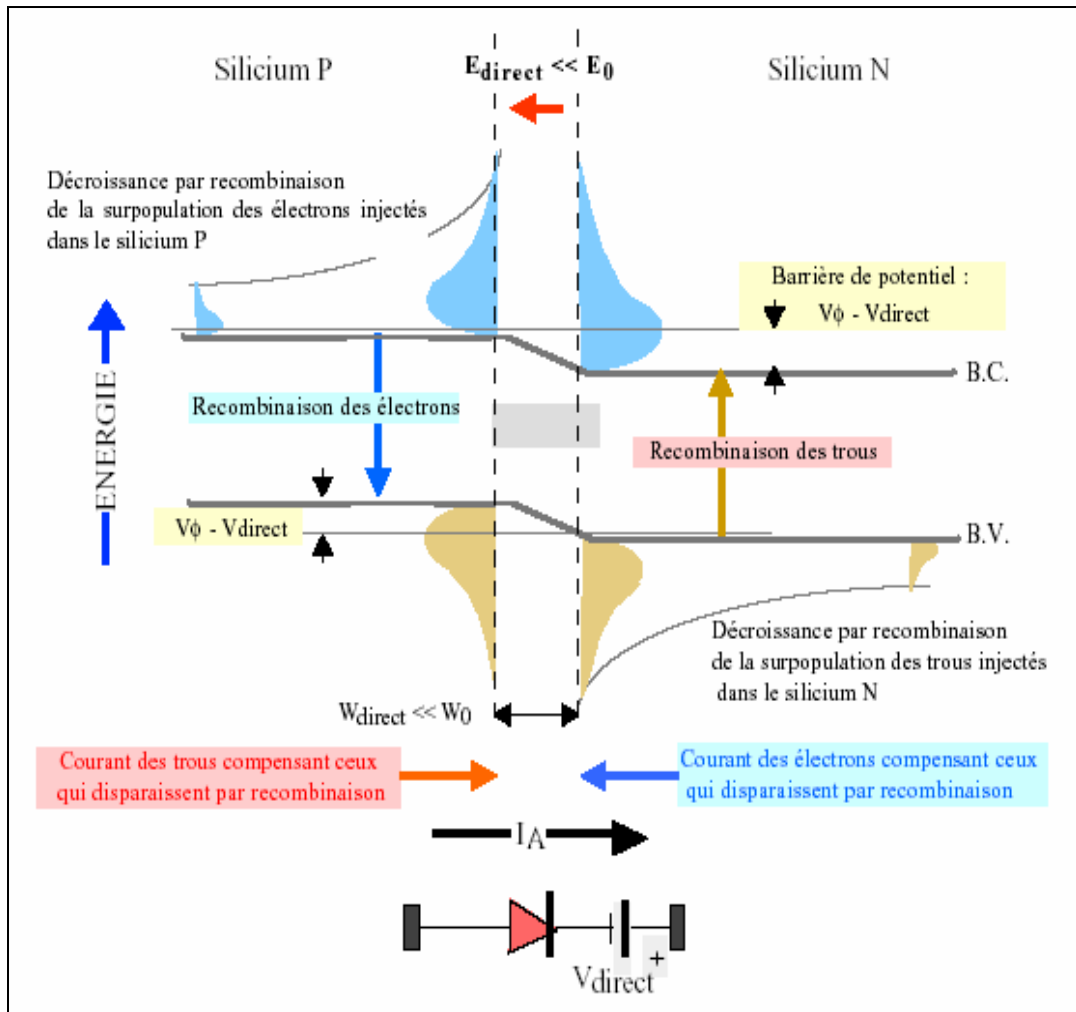 Silicium P
Edirect << E0
Silicium N
Décroissance par recombinaison
de la surpopulation des électrons injectés
dans le silicium P
Barrière de potentiel :
Vϕ - Vdirect
B.C.
ENERGIE
Recombinaison des électrons
Recombinaison des trous
Vϕ - Vdirect
B.V.
Décroissance par recombinaison
de la surpopulation des trous injectés
dans le silicium N
Wdirect << W0
Courant des trous compensant ceux
qui disparaissent par recombinaison
Courant des électrons compensant ceux
qui disparaissent par recombinaison
IA
+
Vdirect